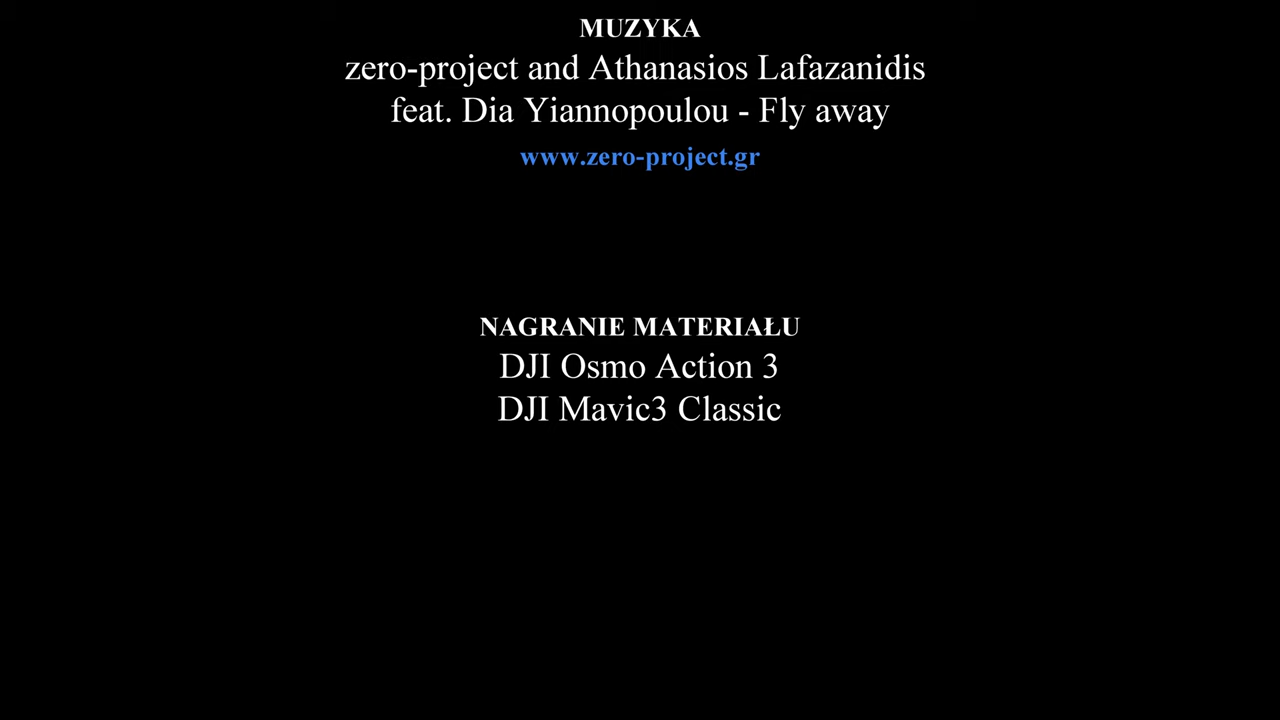 MUZYKA
zero-project and Athanasios Lafazanidis
feat. Dia Yiannopoulou - Fly away
www.zero-project.gr
NAGRANIE MATERIAŁU
DJI Osmo Action 3
DJI Mavic3 Classic